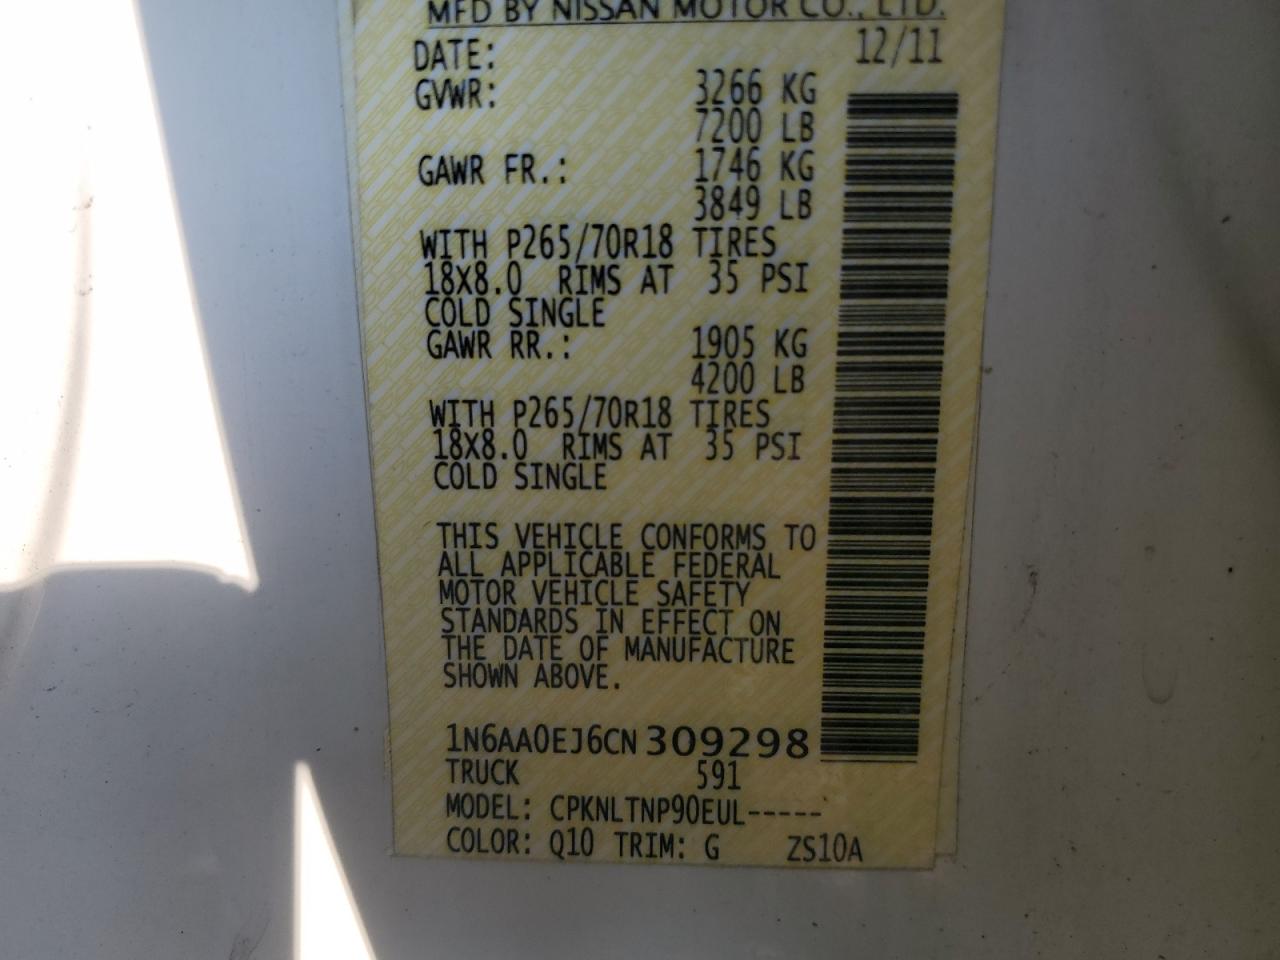 MFD BY NISSAN MOTOR CO., LTD.
DATE: 12/11
GVWR: 3266 KG
7200 LB
GAWR FR.: 1746 KG
3849 LB
WITH P265/70R18 TIRES
18X8.0 RIMS AT 35 PSI
COLD SINGLE
GAWR RR.: 1905 KG
4200 LB
WITH P265/70R18 TIRES
18X8.0 RIMS AT 35 PSI
COLD SINGLE
THIS VEHICLE CONFORMS TO
ALL APPLICABLE FEDERAL
MOTOR VEHICLE SAFETY
STANDARDS IN EFFECT ON
THE DATE OF MANUFACTURE
SHOWN ABOVE.
1N6AA0EJ6CN309298
TRUCK 591
MODEL: CPKNLTNP90EUL-----
COLOR: Q10 TRIM: G ZS10A